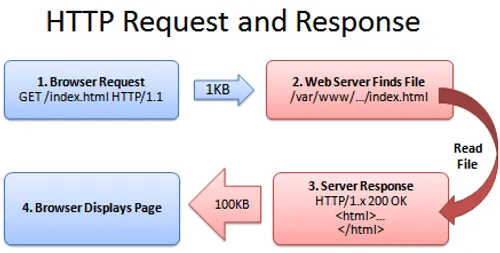 HTTP Request and Response
1. Browser Request
GET /index.html HTTP/1.1
1KB
2. Web Server Finds File
/var/www/.../index.html
Read
File
3. Server Response
HTTP/1.x 200 OK
<html>...
</html>
100KB
4. Browser Displays Page